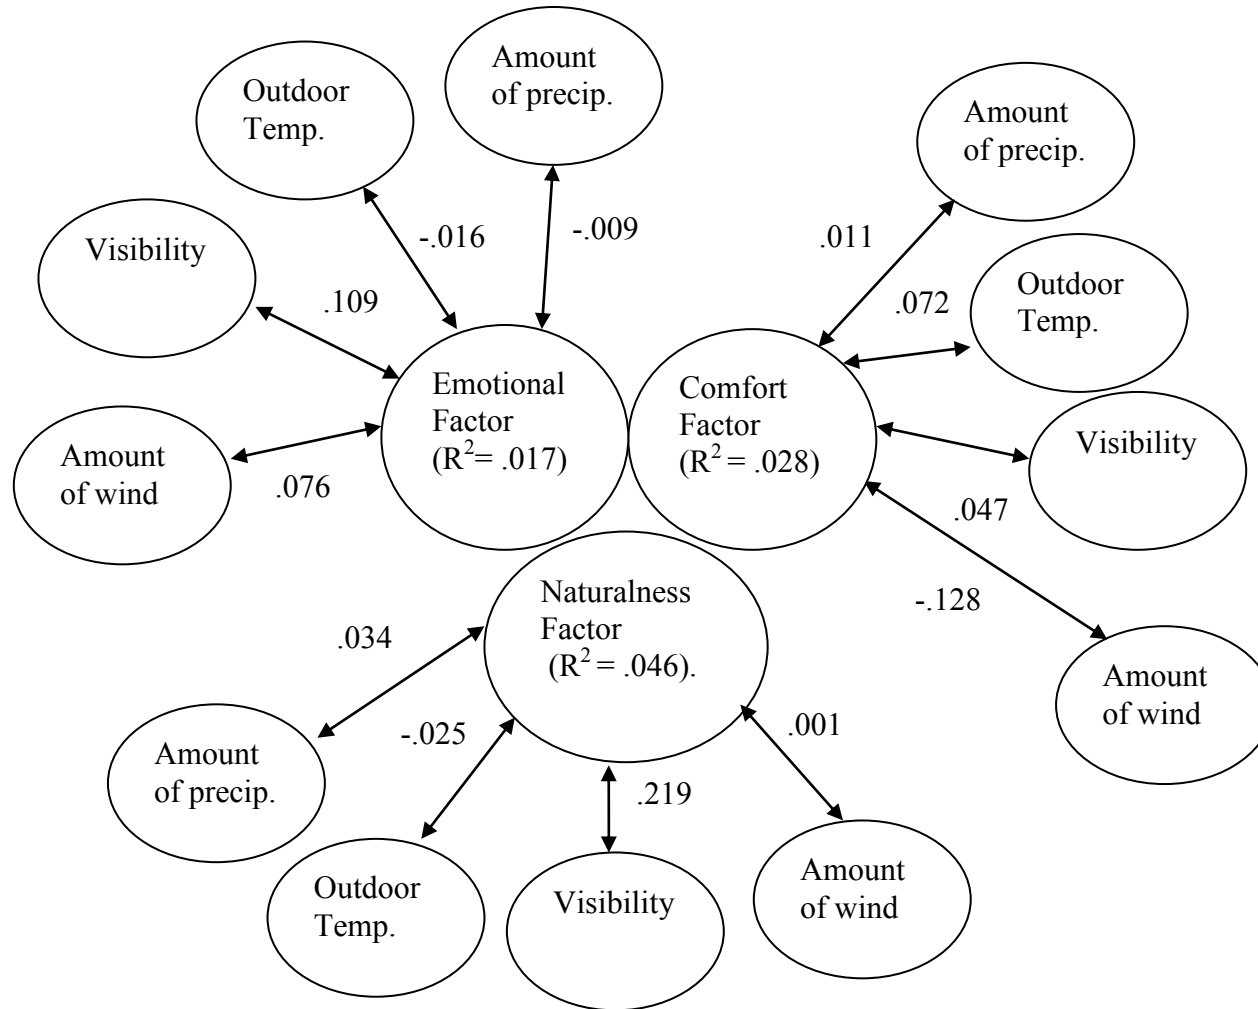 Amount
of precip.
Outdoor
Temp.
Amount
of precip.
-.016
-.009
.011
Visibility
.109
.072
Outdoor
Temp.
Emotional
Factor
(R²= .017)
Comfort
Factor
(R² = .028)
Visibility
Amount
of wind
.076
.047
-.128
Naturalness
Factor
(R² = .046).
.034
Amount
of wind
-.025
.001
Amount
of precip.
.219
Outdoor
Temp.
Visibility
Amount
of wind